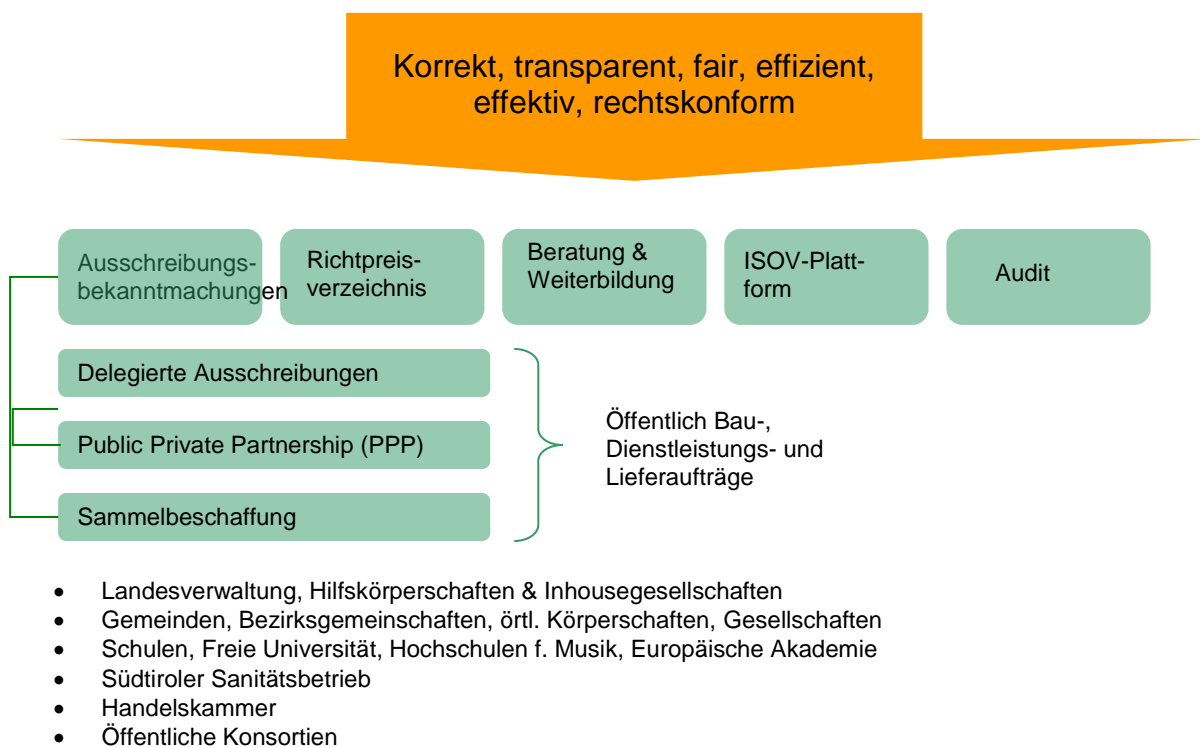 Korrekt, transparent, fair, effizient,
effektiv, rechtskonform
Ausschreibungs-
bekanntmachungen
Richtpreis-
verzeichnis
Beratung &
Weiterbildung
ISOV-Platt-
form
Audit
Delegierte Ausschreibungen
Public Private Partnership (PPP)
Sammelbeschaffung
Öffentlich Bau-,
Dienstleistungs- und
Lieferaufträge
• Landesverwaltung, Hilfskörperschaften & Inhousegesellschaften
• Gemeinden, Bezirksgemeinschaften, örtl. Körperschaften, Gesellschaften
• Schulen, Freie Universität, Hochschulen f. Musik, Europäische Akademie
• Südtiroler Sanitätsbetrieb
• Handelskammer
• Öffentliche Konsortien